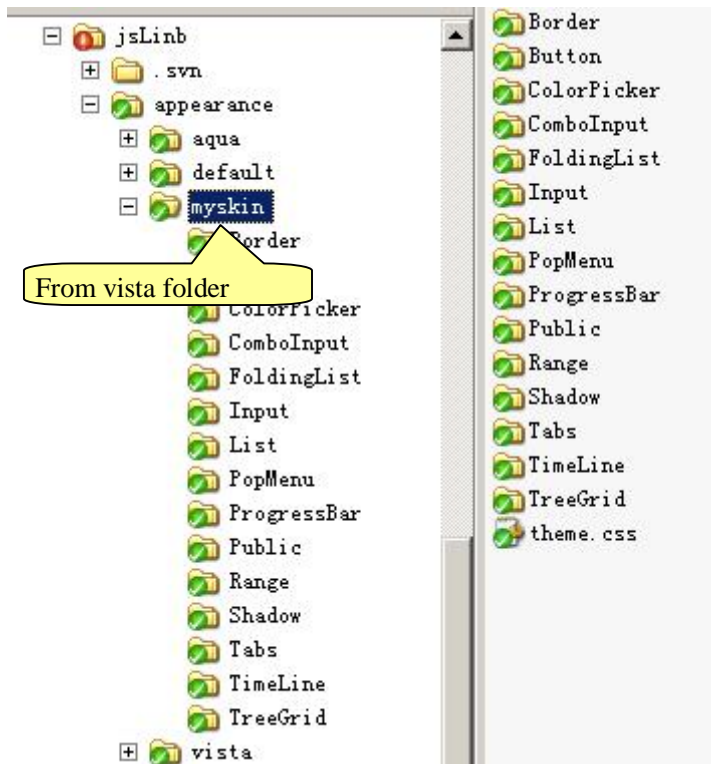 jsLinb
.svn
appearance
aqua
default
myskin
Border
From vista folder
ColorPicker
ComboInput
FoldingList
Input
List
PopMenu
ProgressBar
Public
Range
Shadow
Tabs
TimeLine
TreeGrid
vista
Border
Button
ColorPicker
ComboInput
FoldingList
Input
List
PopMenu
ProgressBar
Public
Range
Shadow
Tabs
TimeLine
TreeGrid
theme.css